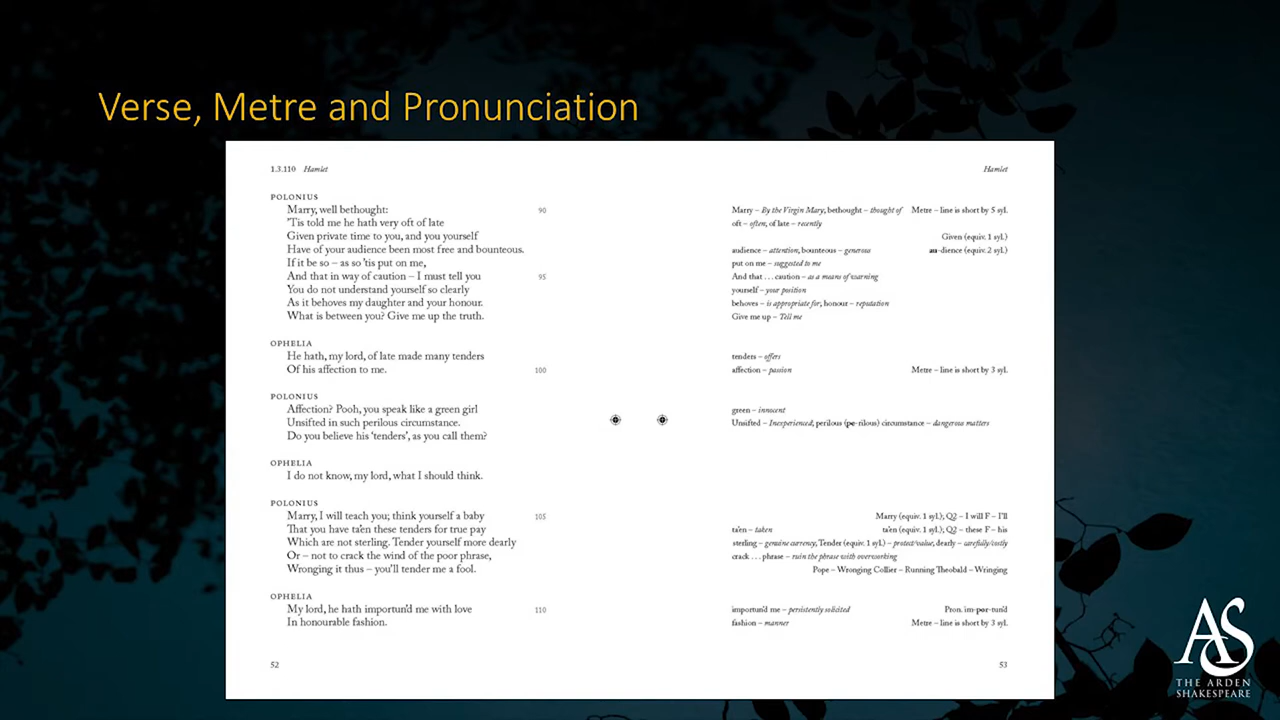 Verse, Metre and Pronunciation
1.3.110 Hamlet
POLONIUS
Marry, well bethought: 90
'Tis told me he hath very oft of late
Given private time to you, and you yourself
Have of your audience been most free and bounteous.
If it be so – as so 'tis put on me,
And that in way of caution – I must tell you 95
You do not understand yourself so clearly
As it behoves my daughter and your honour.
What is between you? Give me up the truth.
OPHELIA
He hath, my lord, of late made many tenders
Of his affection to me. 100
POLONIUS
Affection? Pooh, you speak like a green girl
Unsifted in such perilous circumstance.
Do you believe his 'tenders', as you call them?
OPHELIA
I do not know, my lord, what I should think.
POLONIUS
Marry, I will teach you; think yourself a baby 105
That you have ta'en these tenders for true pay
Which are not sterling. Tender yourself more dearly
Or – not to crack the wind of the poor phrase,
Wronging it thus – you'll tender me a fool.
OPHELIA
My lord, he hath importun'd me with love 110
In honourable fashion.
52
Hamlet
Marry – By the Virgin Mary, bethought – thought of Metre – line is short by 5 syl.
oft – often, of late – recently
Given (equiv. 1 syl.)
audience – attention, bounteous – generous au-dience (equiv. 2 syl.)
put on me – suggested to me
And that . . . caution – as a means of warning
yourself – your position
behoves – is appropriate for, honour – reputation
Give me up – Tell me
tenders – offers
affection – passion Metre – line is short by 3 syl.
green – innocent
Unsifted – Inexperienced, perilous (pe-rilous) circumstance – dangerous matters
Marry (equiv. 1 syl.); Q2 – I will F – I'll
ta'en – taken ta'en (equiv. 1 syl.); Q2 – these F – his
sterling – genuine currency, Tender (equiv. 1 syl.) – protect/value, dearly – carefully/costly
crack . . . phrase – ruin the phrase with overworking
Pope – Wronging Collier – Running Theobald – Wringing
importun'd me – persistently solicited Pron. im-por-tun'd
fashion – manner Metre – line is short by 3 syl.
53
AS
THE ARDEN
SHAKESPEARE